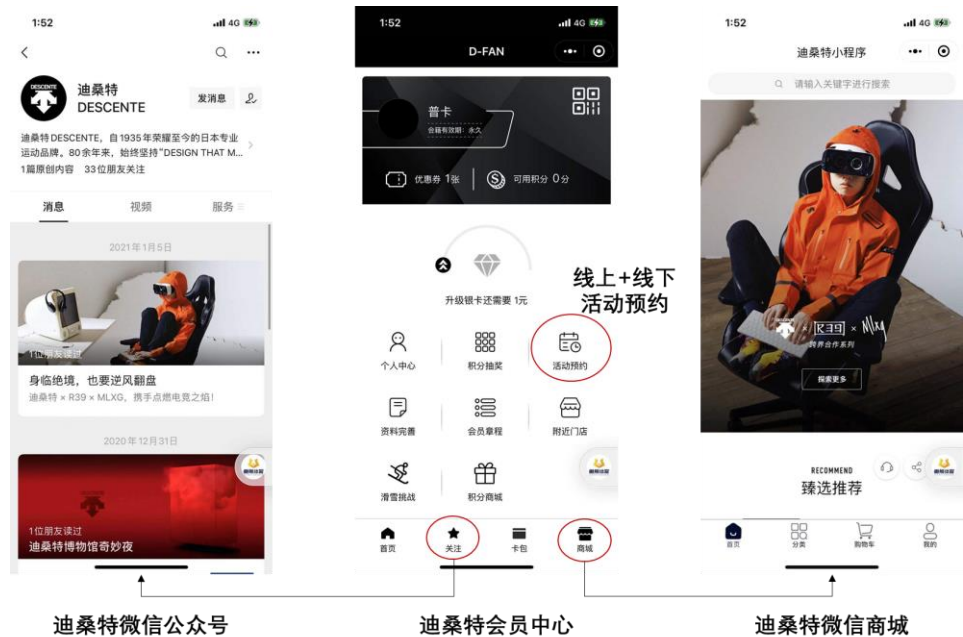 1:52
4G
迪桑特
DESCENTE
发消息
迪桑特DESCENTE，自1935年荣耀至今的日本专业
运动品牌。80余年来，始终坚持“DESIGN THAT M...
1篇原创内容 33位朋友关注
消息 视频 服务
2021年1月5日
1位朋友读过
身临绝境，也要逆风翻盘
迪桑特 × R39 × MLXG，携手点燃电竞之焰！
2020年12月31日
1位朋友读过
迪桑特博物馆奇妙夜
迪桑特微信公众号
1:52
4G
D-FAN
普卡
会籍有效期：永久
优惠券 1张
可用积分 0分
升级银卡还需要 1元
线上+线下
活动预约
个人中心 积分抽奖 活动预约
资料完善 会员章程 附近门店
滑雪挑战 积分商城
首页 关注 卡包 商城
迪桑特会员中心
1:52
4G
迪桑特小程序
请输入关键字进行搜索
× R39 × Mlxg
跨界合作系列
探索更多
RECOMMEND
臻选推荐
首页 分类 购物车 我的
迪桑特微信商城